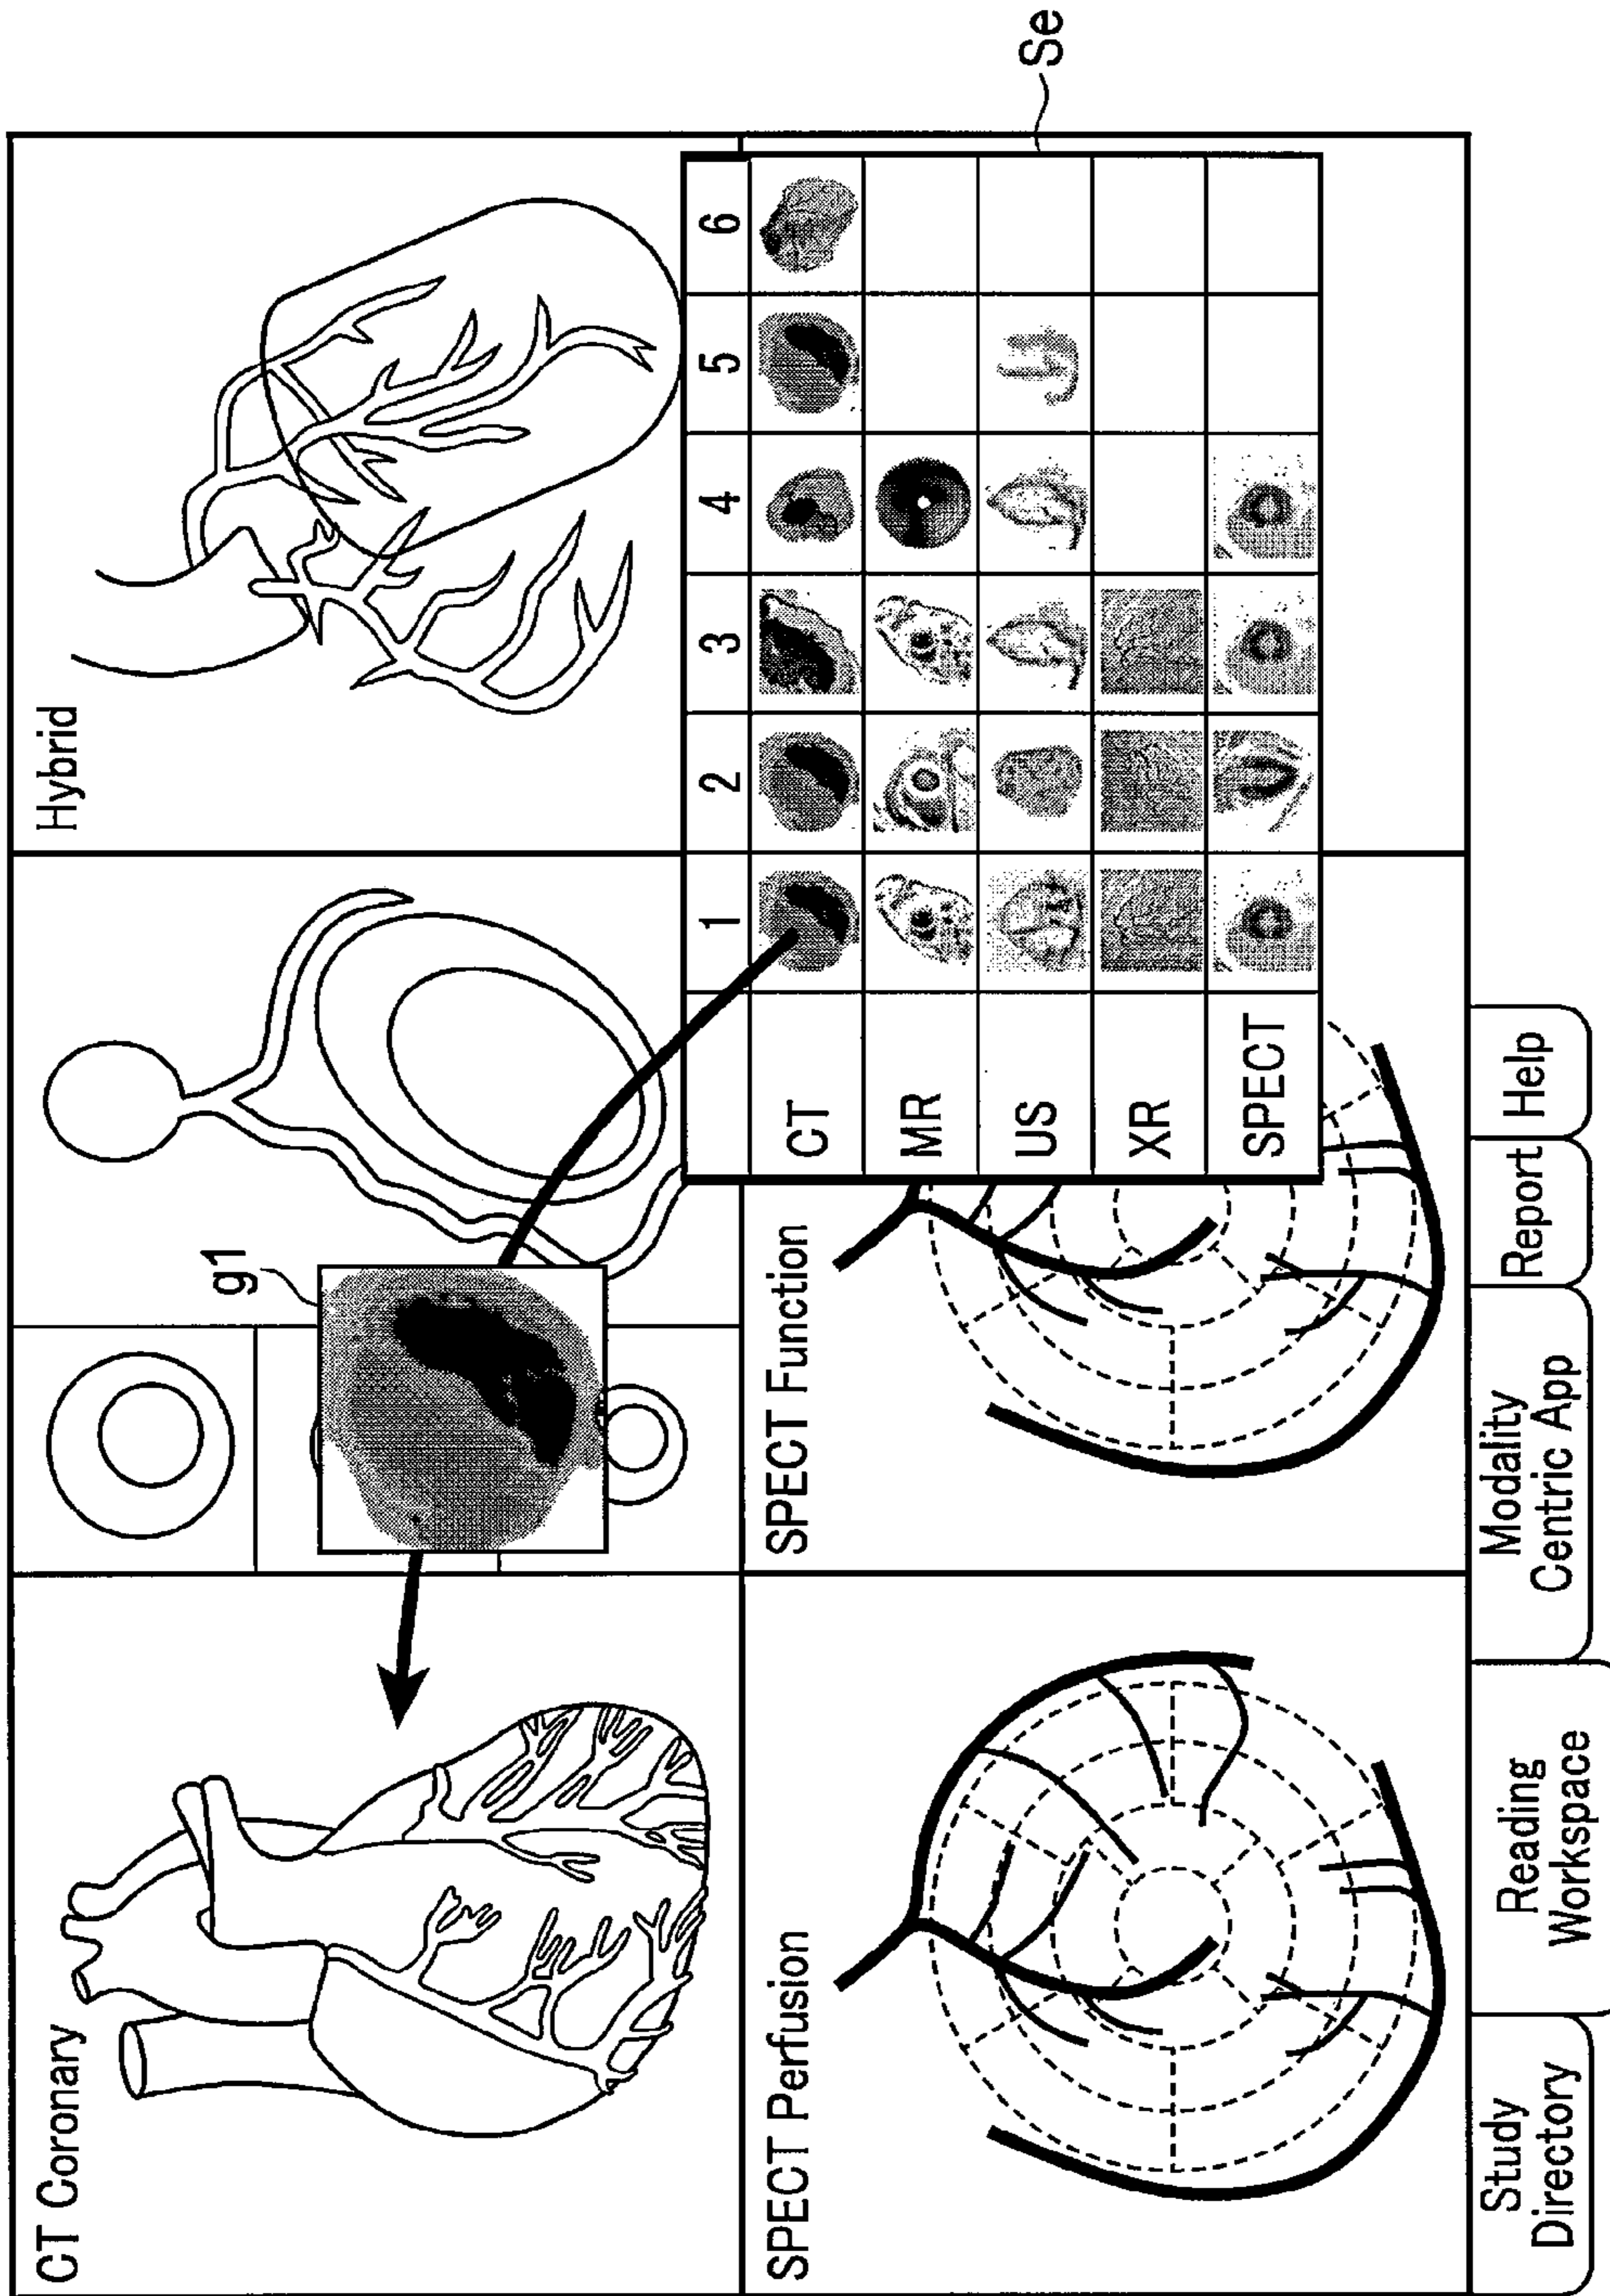 CT Coronary
g1
Hybrid
SPECT Perfusion
SPECT Function
1 2 3 4 5 6
CT
MR
US
XR
SPECT
Se
Study
Directory
Reading
Workspace
Modality
Centric App
Report
Help